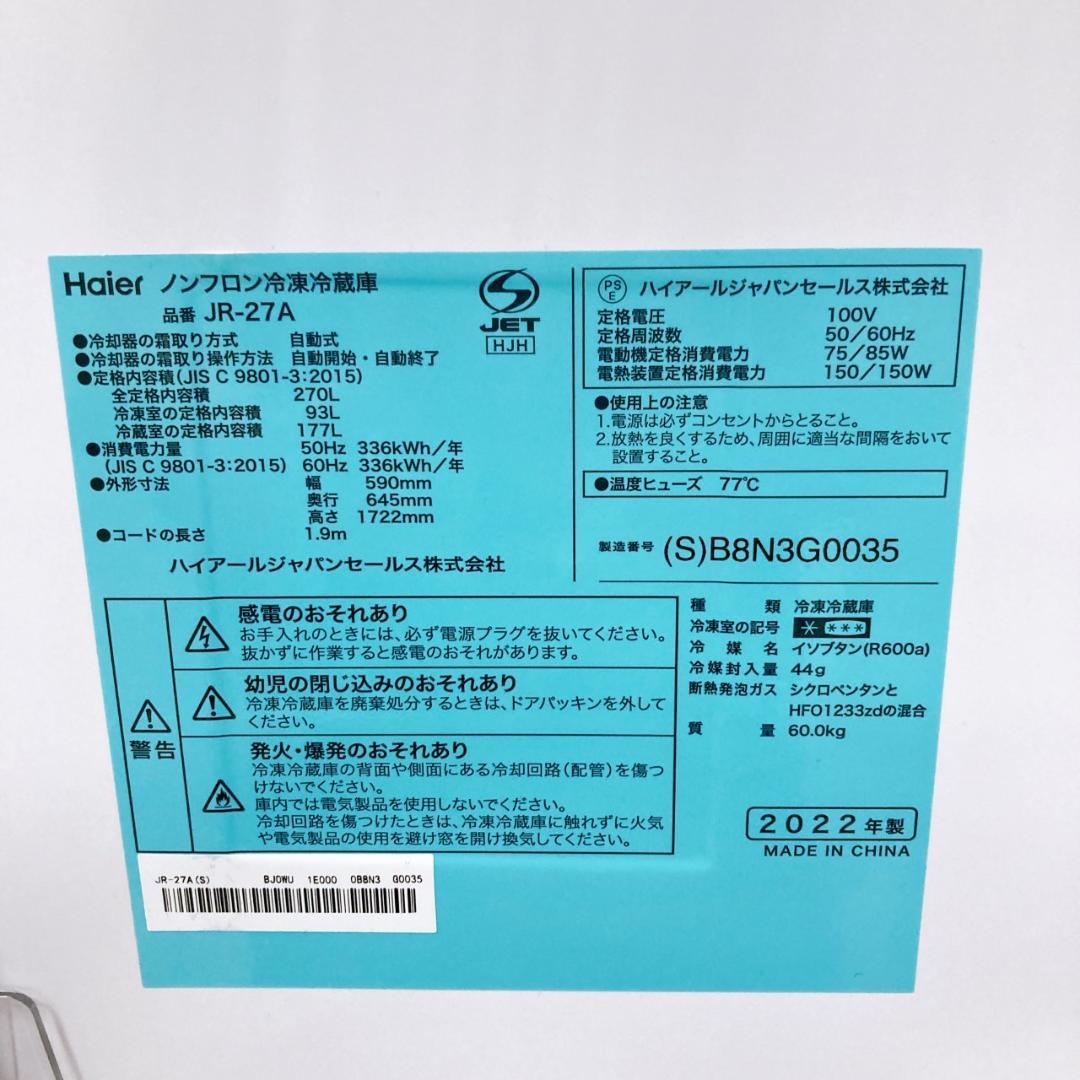 Haier ノンフロン冷凍冷蔵庫
品番 JR-27A
●冷却器の霜取り方式 自動式
●冷却器の霜取り操作方法 自動開始・自動終了
●定格内容積(JIS C 9801-3:2015)
全定格内容積 270L
冷凍室の定格内容積 93L
冷蔵室の定格内容積 177L
●消費電力量 50Hz 336kWh/年
(JIS C 9801-3:2015) 60Hz 336kWh/年
●外形寸法 幅 590mm
奥行 645mm
高さ 1722mm
●コードの長さ 1.9m
ハイアールジャパンセールス株式会社
S
JET
HJH
PS
E
ハイアールジャパンセールス株式会社
定格電圧 100V
定格周波数 50/60Hz
電動機定格消費電力 75/85W
電熱装置定格消費電力 150/150W
●使用上の注意
1.電源は必ずコンセントからとること。
2.放熱を良くするため、周囲に適当な間隔をおいて
設置すること。
●温度ヒューズ 77℃
製造番号 (S)B8N3G0035
警告
感電のおそれあり
お手入れのときには、必ず電源プラグを抜いてください。
抜かずに作業すると感電のおそれがあります。
幼児の閉じ込みのおそれあり
冷凍冷蔵庫を廃棄処分するときは、ドアパッキンを外して
ください。
発火・爆発のおそれあり
冷凍冷蔵庫の背面や側面にある冷却回路(配管)を傷つ
けないでください。
庫内では電気製品を使用しないでください。
冷却回路を傷つけたときは、冷凍冷蔵庫に触れずに火気
や電気製品の使用を避け窓を開け換気してください。
種類 冷凍冷蔵庫
冷凍室の記号 * ***
冷媒名 イソブタン(R600a)
冷媒封入量 44g
断熱発泡ガス シクロペンタンと
HFO1233zdの混合
質量 60.0kg
2022年製
MADE IN CHINA
JR-27A(S) BJ0WU 1E000 0B8N3 G0035